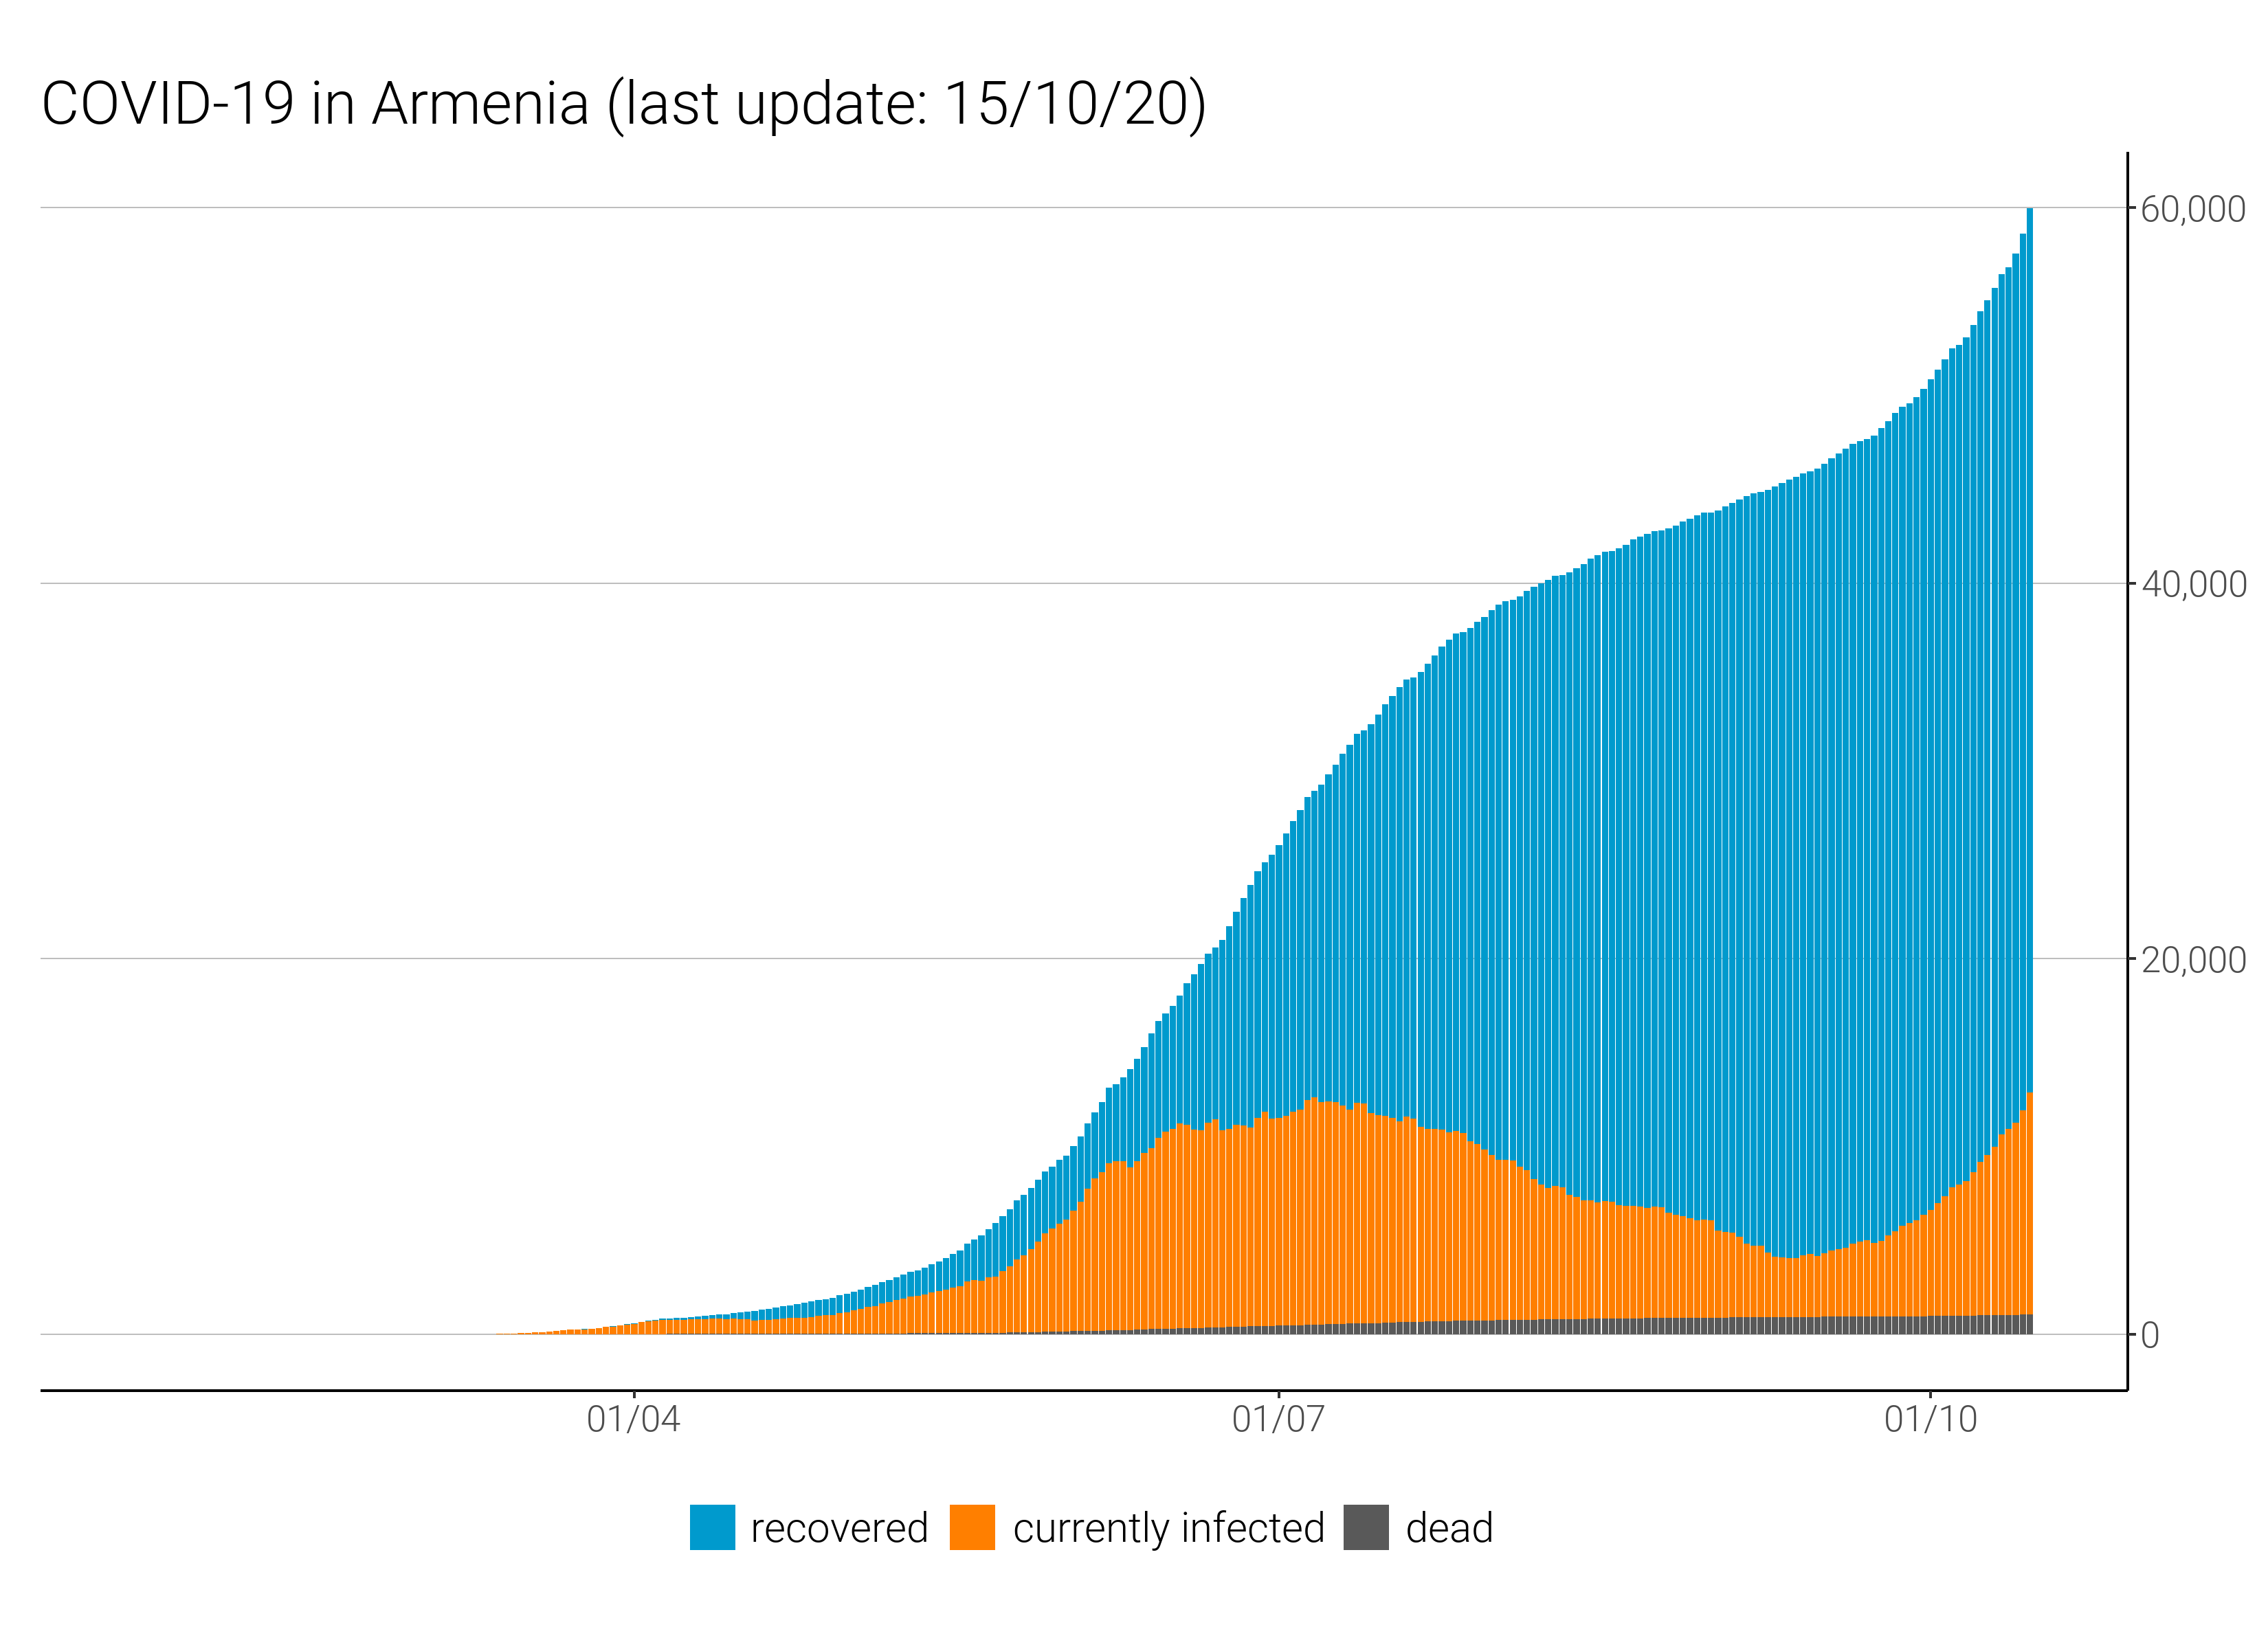 COVID-19 in Armenia (last update: 15/10/20)
60,000
40,000
20,000
0
01/04 01/07 01/10
recovered currently infected dead